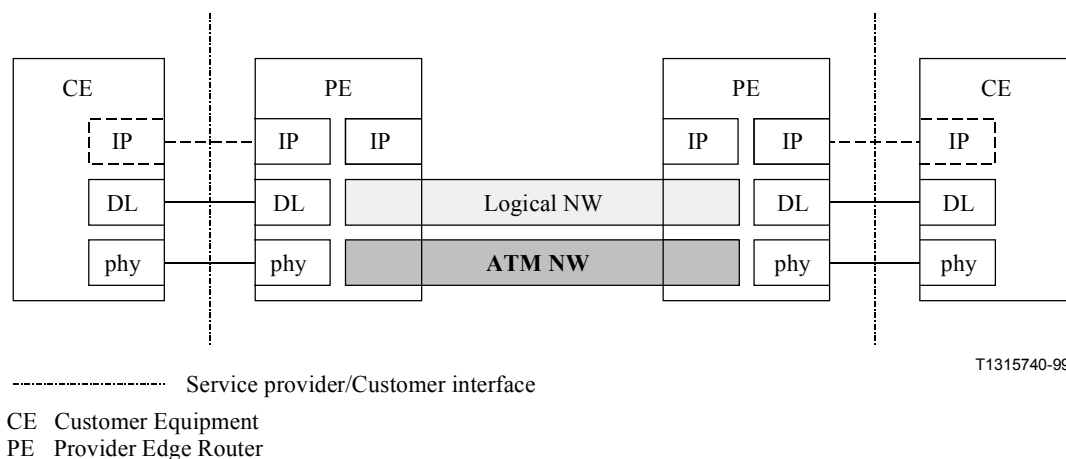 CE PE PE CE
IP IP IP IP IP IP
DL DL Logical NW DL DL
phy phy ATM NW phy phy
T1315740-99
Service provider/Customer interface
CE Customer Equipment
PE Provider Edge Router